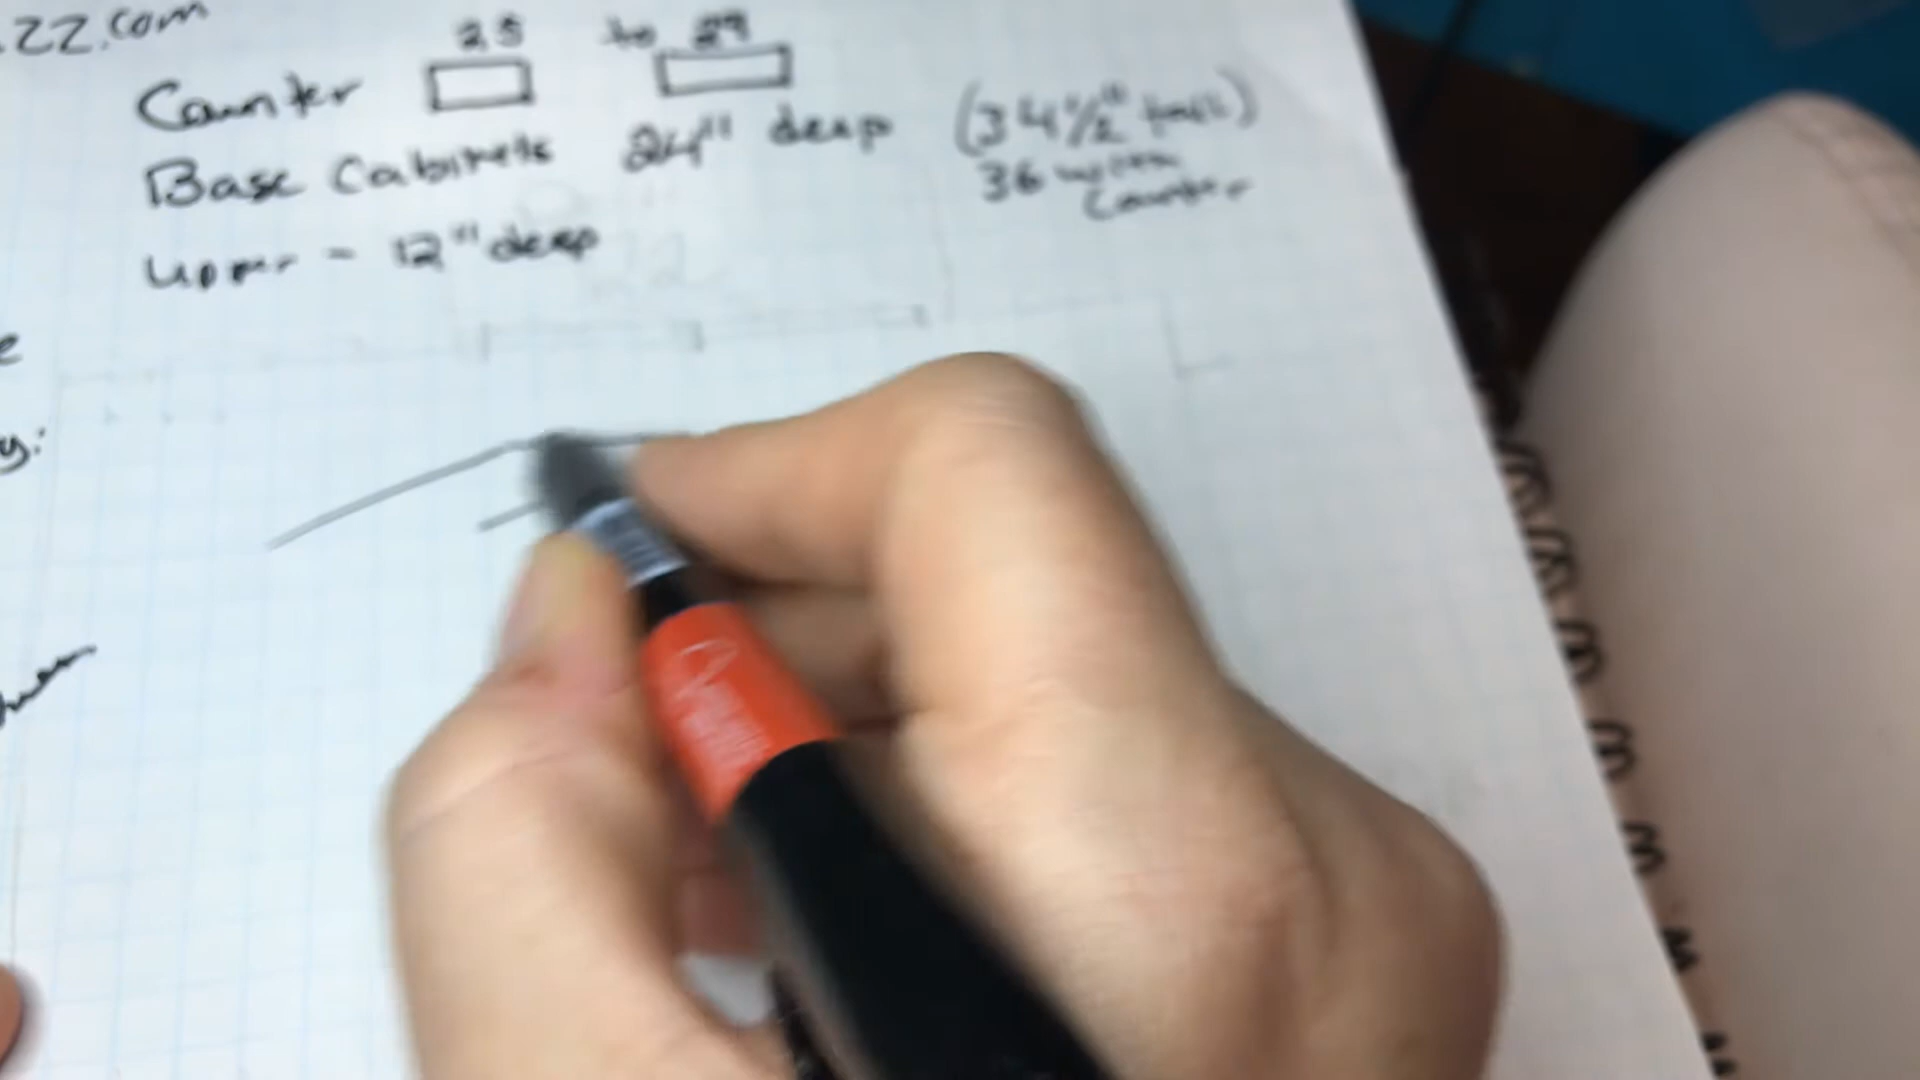 ZZ.com
25 to 29
Counter
Base Cabinets 24" deep (34 1/2" tall)
36 with
Counter
upper - 12" deep
y: